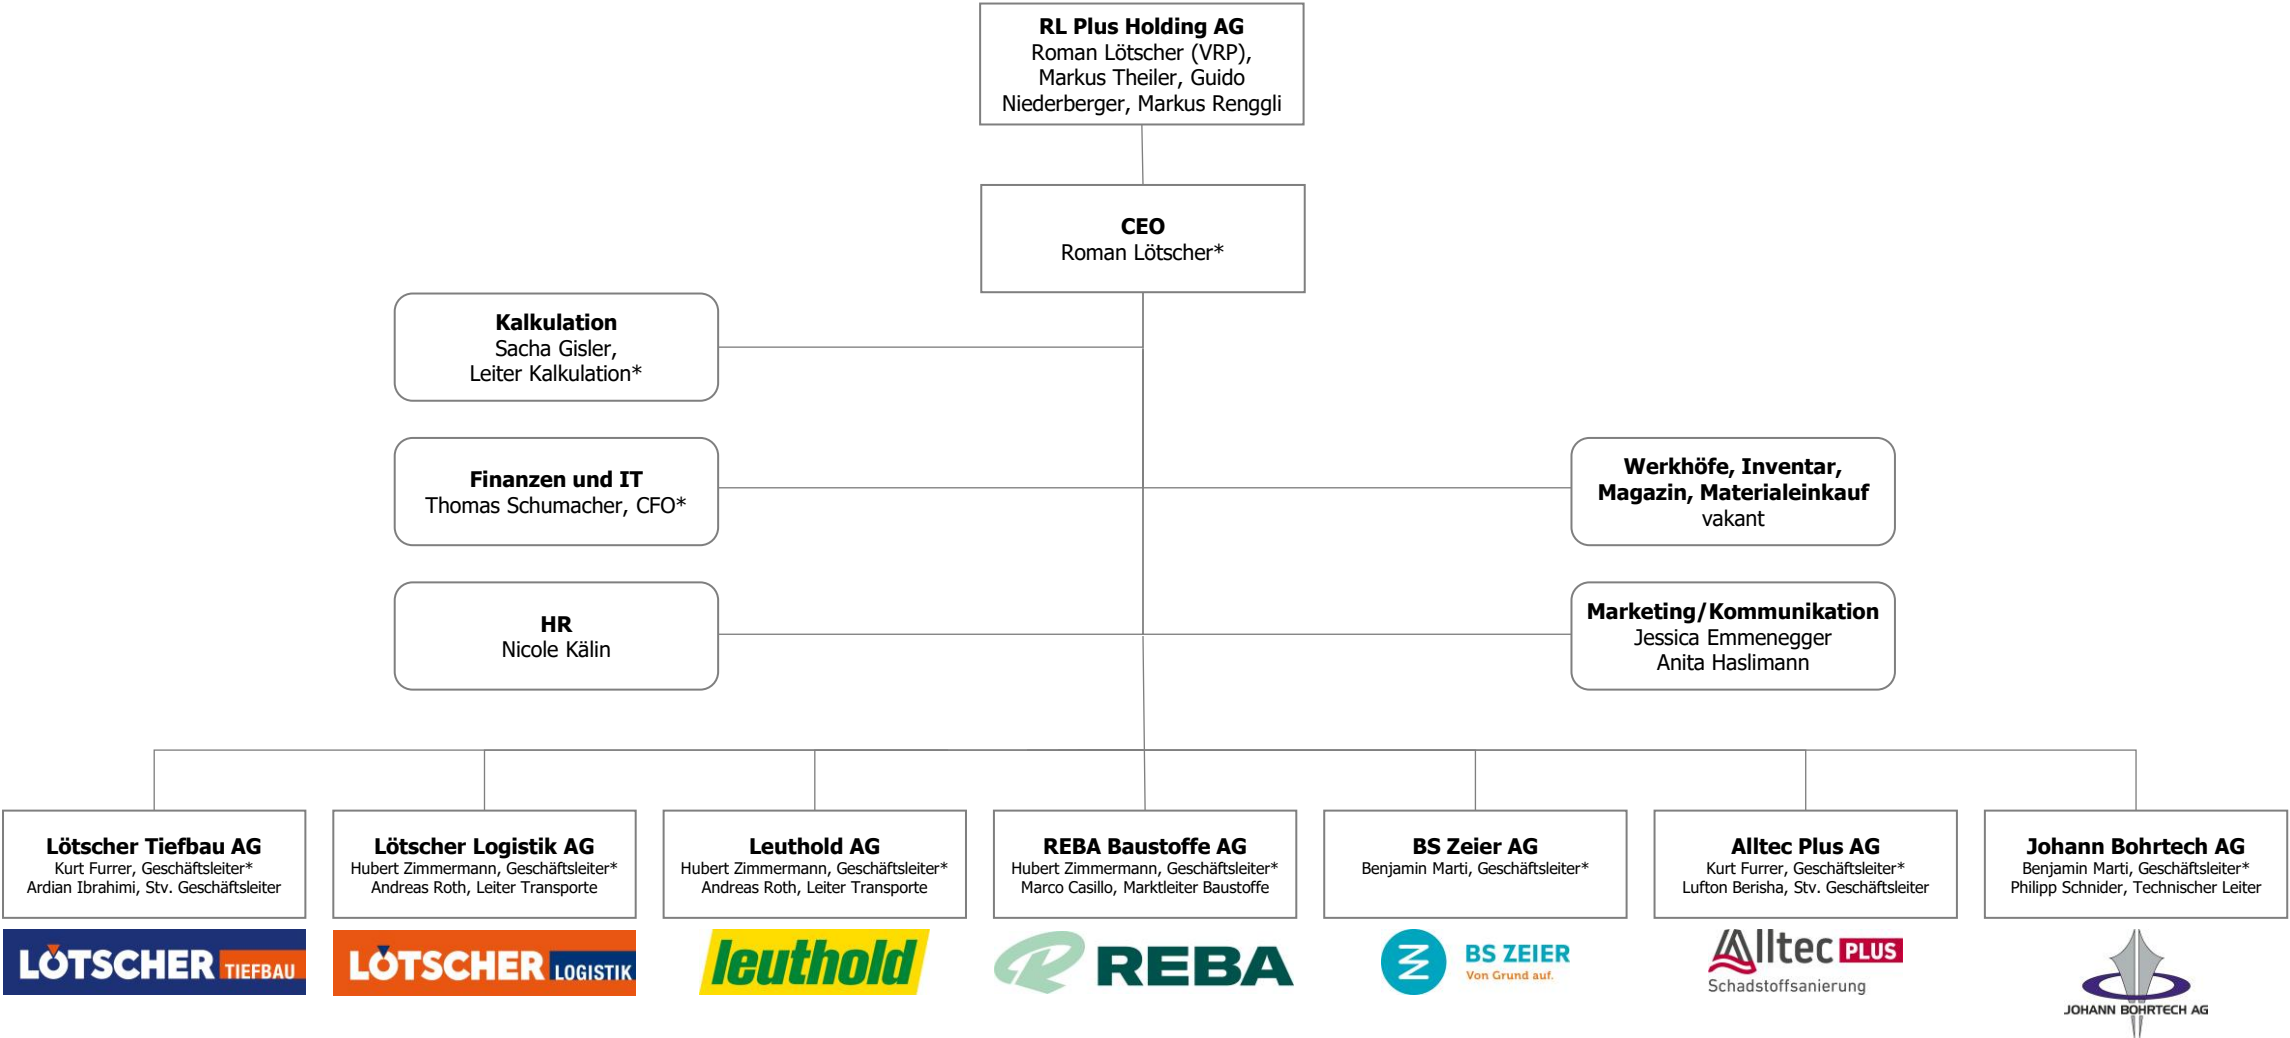 RL Plus Holding AG
Roman Lötscher (VRP),
Markus Theiler, Guido
Niederberger, Markus Renggli
CEO
Roman Lötscher*
Kalkulation
Sacha Gisler,
Leiter Kalkulation*
Finanzen und IT
Thomas Schumacher, CFO*
Werkhöfe, Inventar,
Magazin, Materialeinkauf
vakant
HR
Nicole Kälin
Marketing/Kommunikation
Jessica Emmenegger
Anita Haslimann
Lötscher Tiefbau AG
Kurt Furrer, Geschäftsleiter*
Ardian Ibrahimi, Stv. Geschäftsleiter
Lötscher Logistik AG
Hubert Zimmermann, Geschäftsleiter*
Andreas Roth, Leiter Transporte
Leuthold AG
Hubert Zimmermann, Geschäftsleiter*
Andreas Roth, Leiter Transporte
REBA Baustoffe AG
Hubert Zimmermann, Geschäftsleiter*
Marco Casillo, Marktleiter Baustoffe
BS Zeier AG
Benjamin Marti, Geschäftsleiter*
Alltec Plus AG
Kurt Furrer, Geschäftsleiter*
Lufton Berisha, Stv. Geschäftsleiter
Johann Bohrtech AG
Benjamin Marti, Geschäftsleiter*
Philipp Schnider, Technischer Leiter
LÖTSCHER TIEFBAU
LÖTSCHER LOGISTIK
leuthold
REBA
BS ZEIER
Von Grund auf.
Alltec PLUS
Schadstoffsanierung
JOHANN BOHRTECH AG